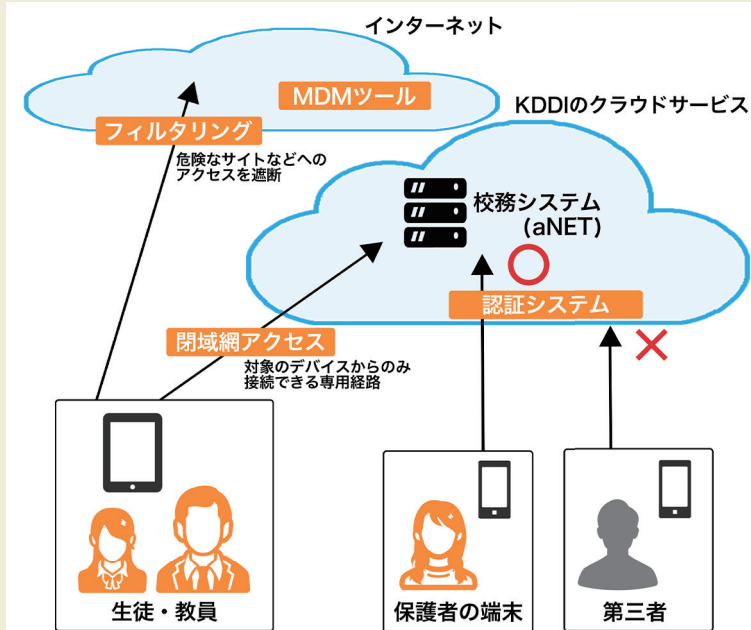 インターネット
MDMツール
KDDIのクラウドサービス
フィルタリング
危険なサイトなどへの
アクセスを遮断
校務システム
(aNET)
認証システム
閉域網アクセス
対象のデバイスからのみ
接続できる専用経路
生徒・教員
保護者の端末
第三者